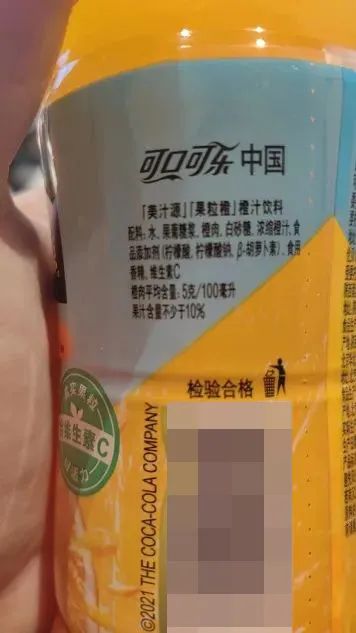 可口可乐中国
「美汁源」「果粒橙」橙汁饮料
配料：水、果葡糖浆、橙肉、白砂糖、浓缩橙汁、食
品添加剂（柠檬酸、柠檬酸钠、β-胡萝卜素）、食用
香精、维生素C
橙肉平均含量：5克/100毫升
果汁含量不少于10%
检验合格
维生素C
©2021 THE COCA-COLA COMPANY